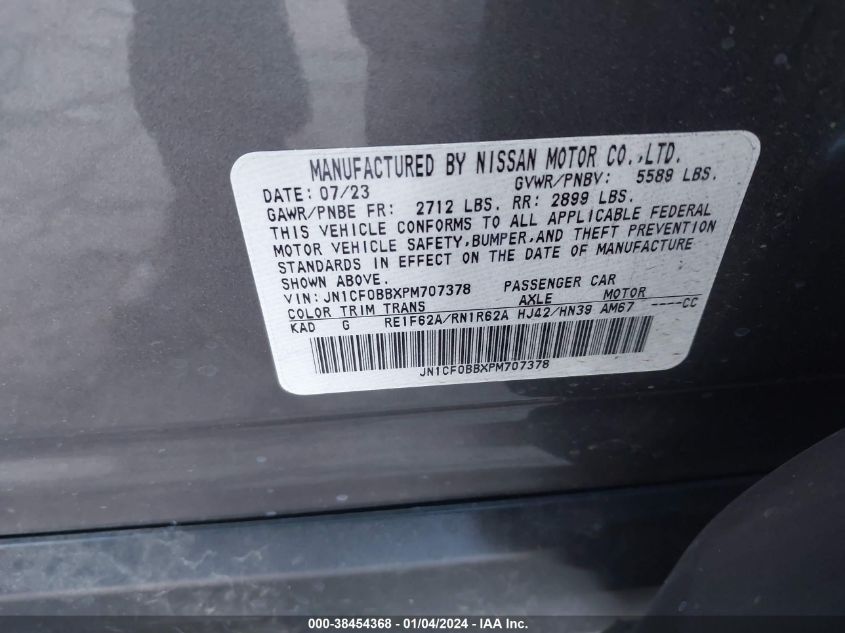 MANUFACTURED BY NISSAN MOTOR CO.,LTD.
DATE: 07/23 GVWR/PNBV: 5589 LBS.
GAWR/PNBE FR: 2712 LBS. RR: 2899 LBS.
THIS VEHICLE CONFORMS TO ALL APPLICABLE FEDERAL
MOTOR VEHICLE SAFETY,BUMPER,AND THEFT PREVENTION
STANDARDS IN EFFECT ON THE DATE OF MANUFACTURE
SHOWN ABOVE.
VIN: JN1CF0BBXPM707378 PASSENGER CAR
COLOR TRIM TRANS AXLE MOTOR
KAD G RE1F62A/RN1R62A HJ42/HN39 AM67 ----CC
JN1CF0BBXPM707378
000-38454368 - 01/04/2024 - IAA Inc.